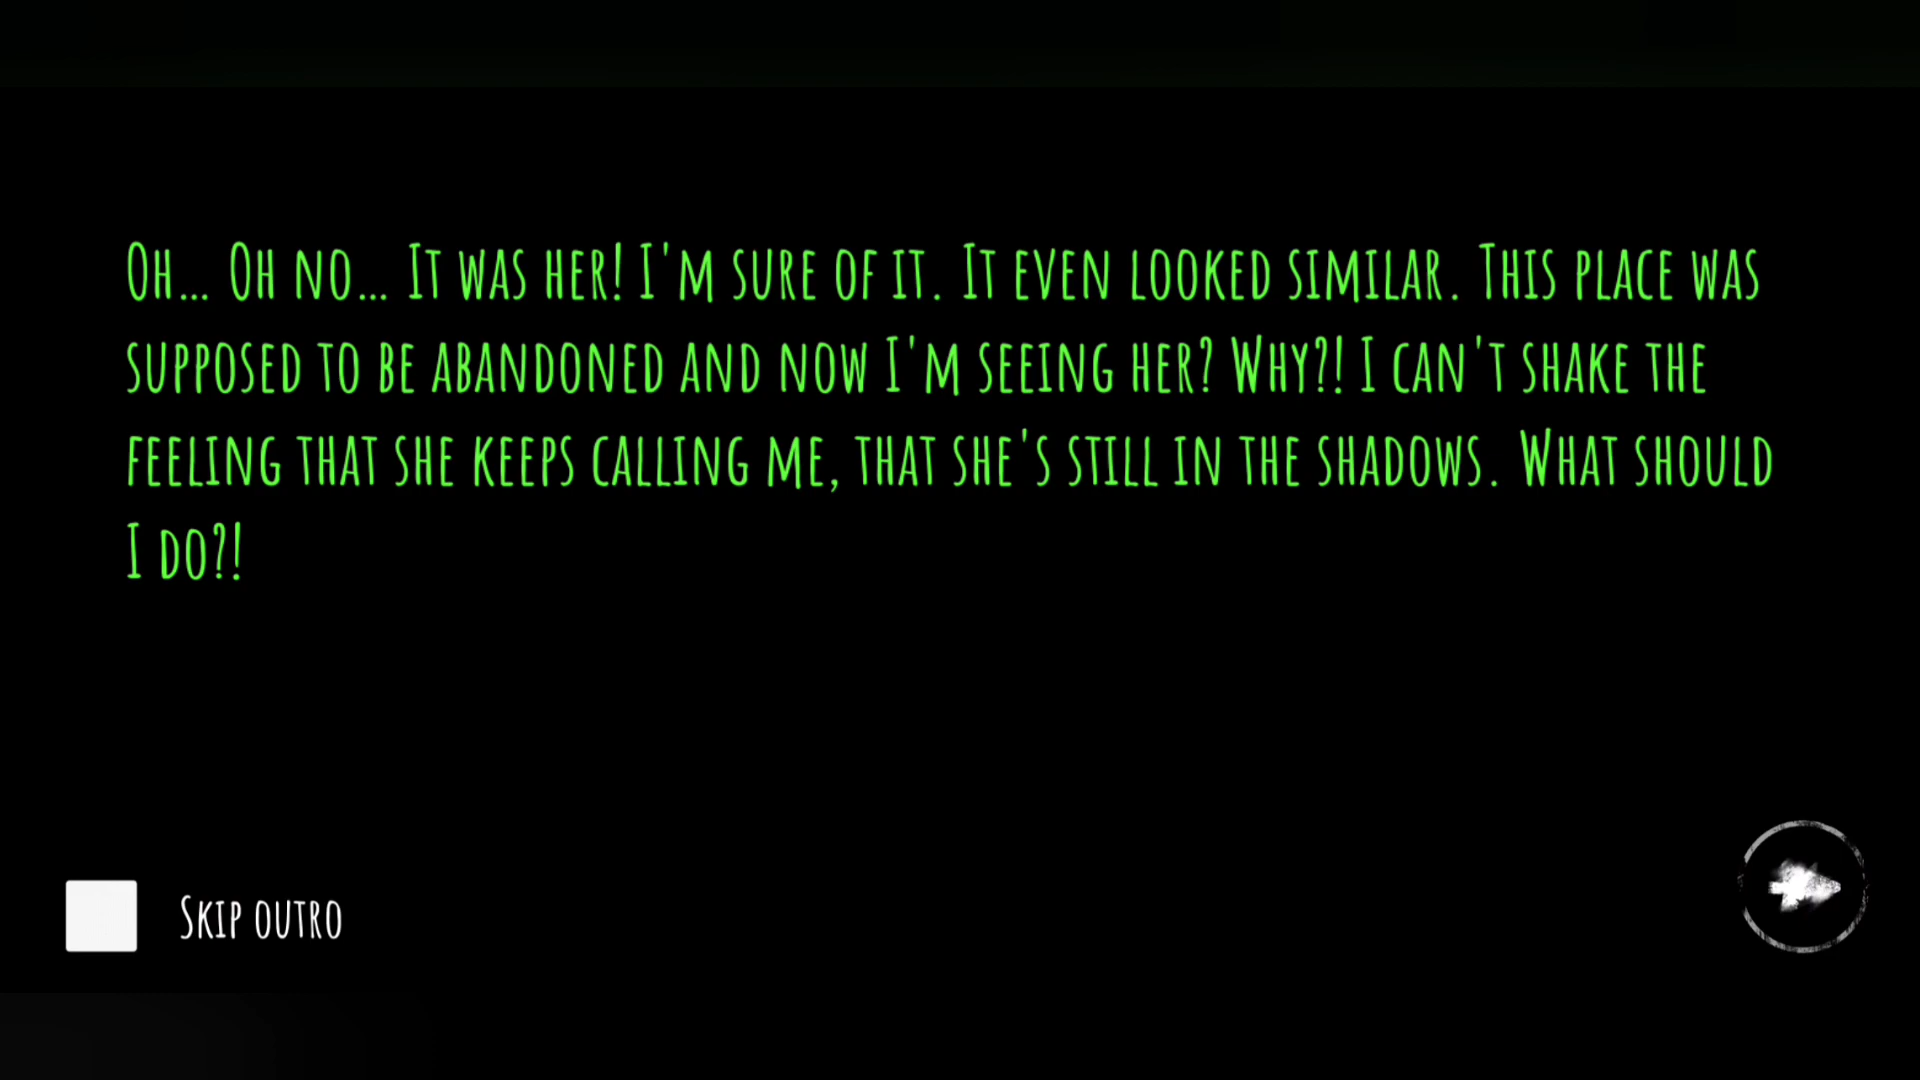 Oh... Oh no... It was her! I'm sure of it. It even looked similar. This place was
supposed to be abandoned and now I'm seeing her? Why?! I can't shake the
feeling that she keeps calling me, that she's still in the shadows. What should
I do?!
Skip outro